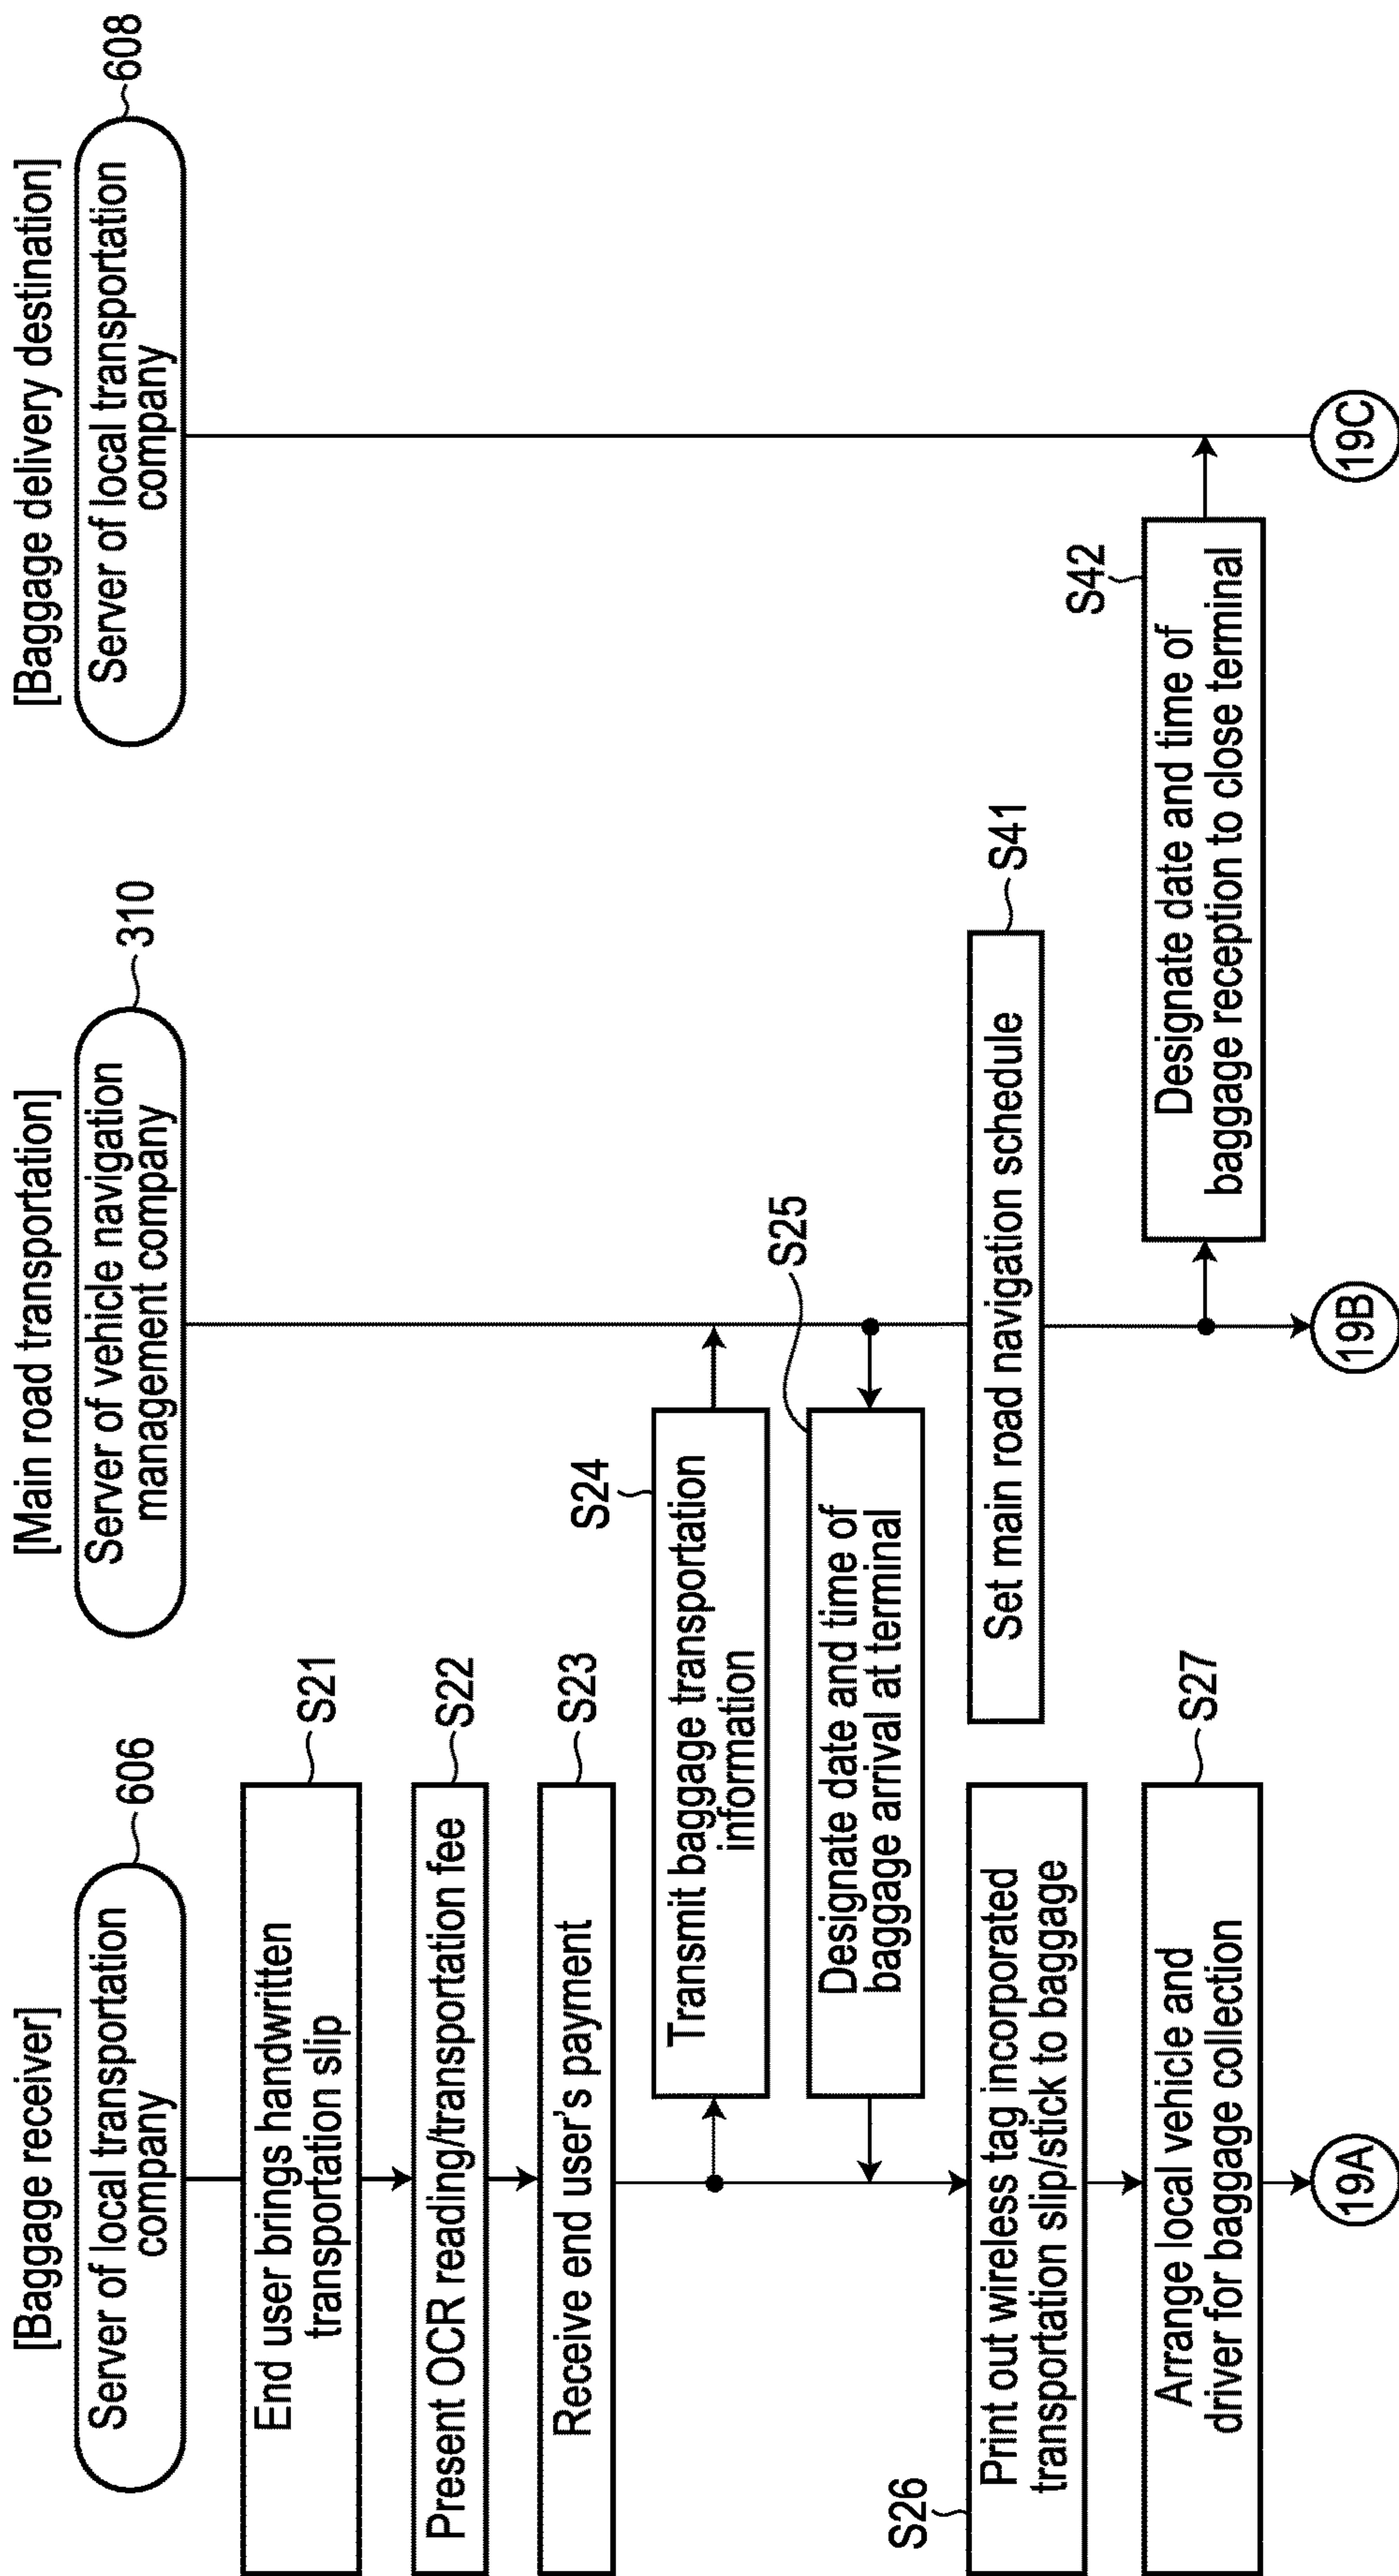 [Baggage receiver]
Server of local transportation
company
606
[Main road transportation]
Server of vehicle navigation
management company
310
[Baggage delivery destination]
Server of local transportation
company
608
End user brings handwritten
transportation slip
S21
Present OCR reading/transportation fee
S22
Receive end user's payment
S23
S24
Transmit baggage transportation
information
S25
Designate date and time of
baggage arrival at terminal
S26
Print out wireless tag incorporated
transportation slip/stick to baggage
Set main road navigation schedule
S41
Arrange local vehicle and
driver for baggage collection
S27
S42
Designate date and time of
baggage reception to close terminal
19A
19B
19C